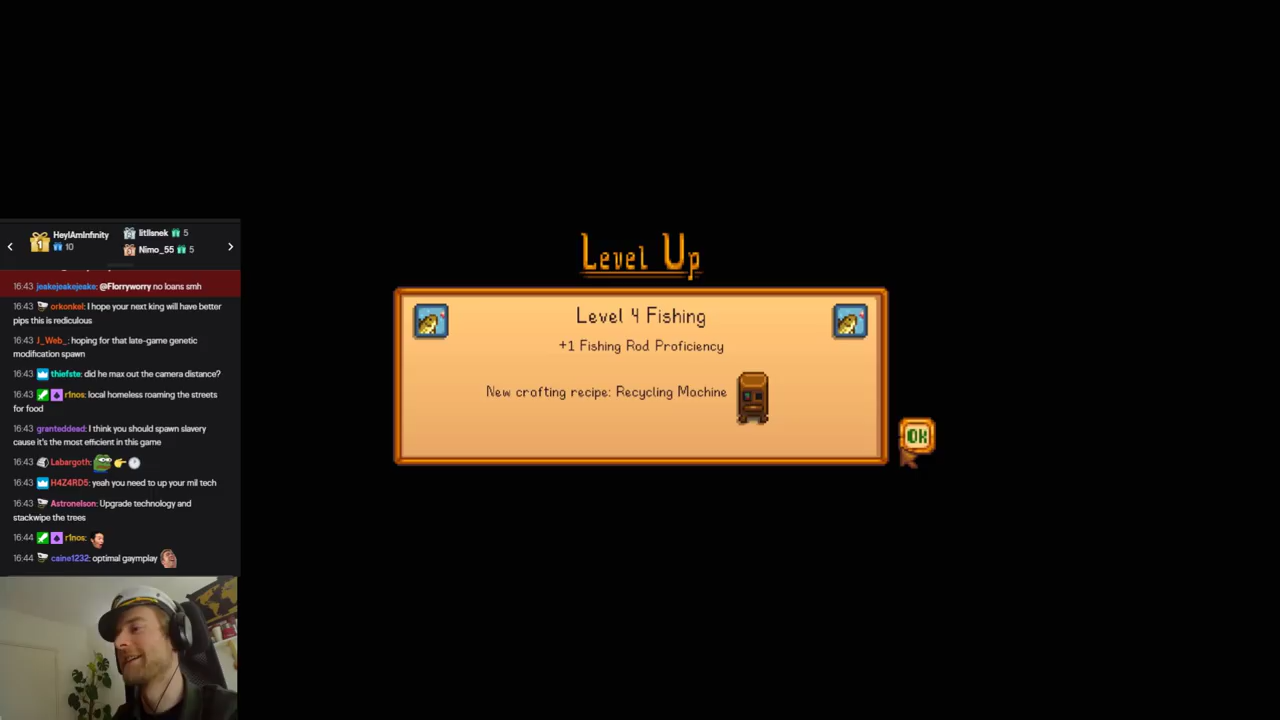 HeyIAmInfinity
10
litllsnek 5
Nimo_55 5
16:43 jeakejeakejeake: @Florryworry no loans smh
16:43 orkonkel: I hope your next king will have better
pips this is rediculous
16:43 J_Web_: hoping for that late-game genetic
modification spawn
16:43 thiefste: did he max out the camera distance?
16:43 r1nos: local homeless roaming the streets
for food
16:43 granteddead: I think you should spawn slavery
cause it's the most efficient in this game
16:43 Labargoth:
16:43 H4Z4RD5: yeah you need to up your mil tech
16:43 Astronelson: Upgrade technology and
stackwipe the trees
16:44 r1nos:
16:44 caine1232: optimal gaymplay
Level Up
Level 4 Fishing
+1 Fishing Rod Proficiency
New crafting recipe: Recycling Machine
OK